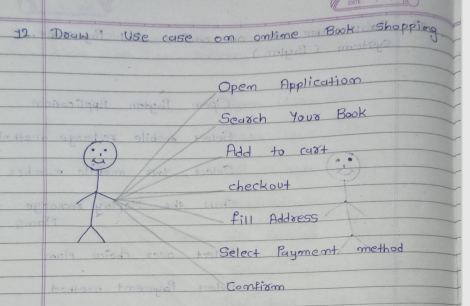 12. Draw! Use case on online Book Shopping
Open Application
Search Your Book
Add to cart
checkout
fill Address
Select Payment method
Confirm